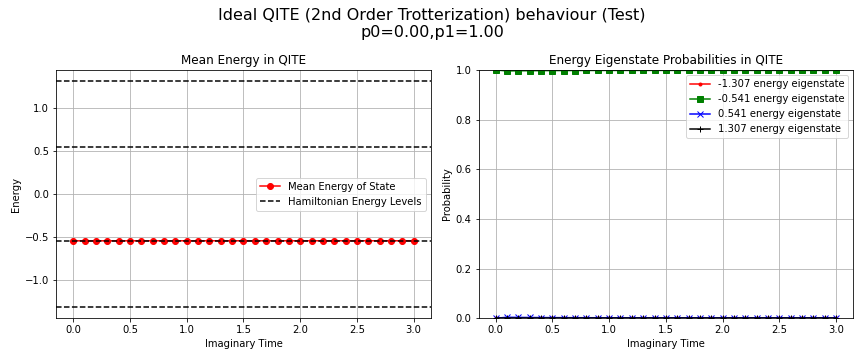 Ideal QITE (2nd Order Trotterization) behaviour (Test)
p0=0.00,p1=1.00
Mean Energy in QITE
Energy
1.0
0.5
0.0
−0.5
−1.0
Mean Energy of State
Hamiltonian Energy Levels
0.0 0.5 1.0 1.5 2.0 2.5 3.0
Imaginary Time
Energy Eigenstate Probabilities in QITE
Probability
1.0
0.8
0.6
0.4
0.2
0.0
-1.307 energy eigenstate
-0.541 energy eigenstate
0.541 energy eigenstate
1.307 energy eigenstate
0.0 0.5 1.0 1.5 2.0 2.5 3.0
Imaginary Time